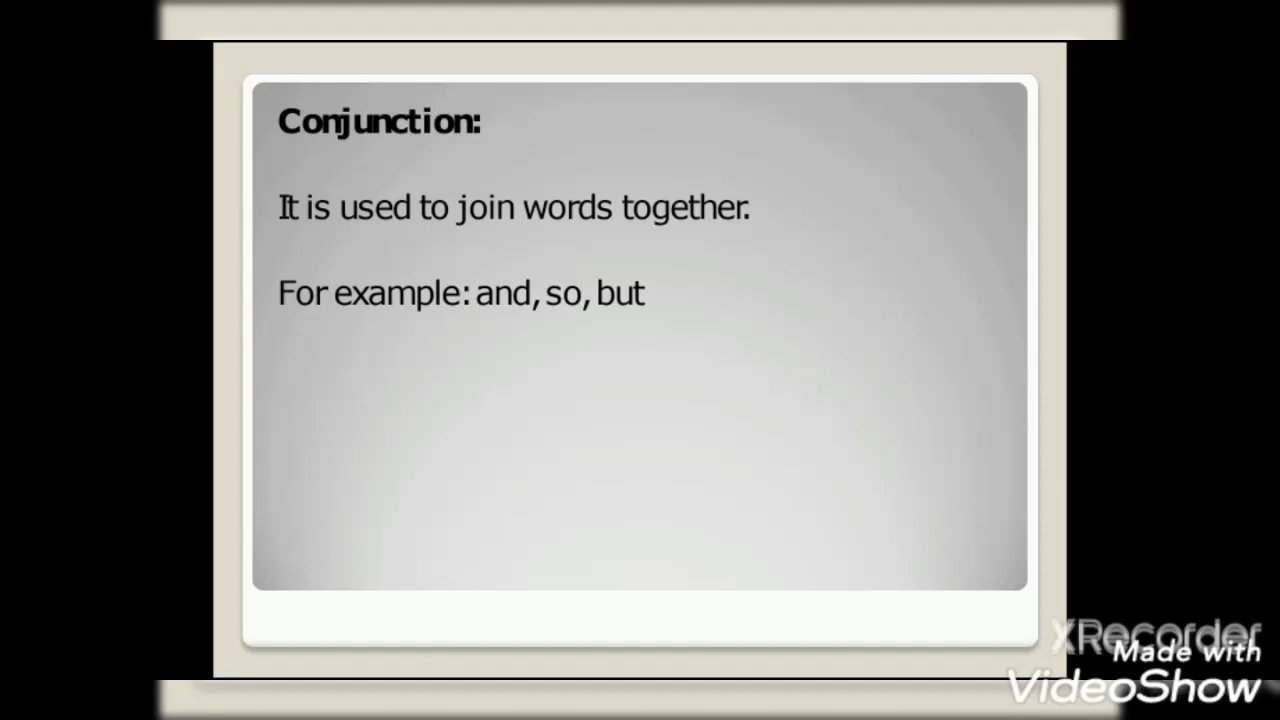 Conjunction:
It is used to join words together.
For example: and, so, but
XRecorder
Made with
VideoShow